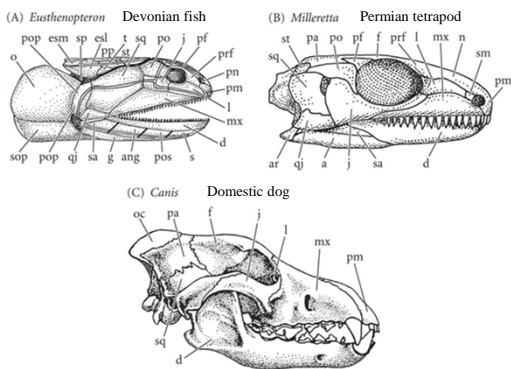 (A) Eusthenopteron Devonian fish
pop esm sp esl t sq po j pf
pp st
o
prf
pn
pm
l
mx
d
sop pop qj sa g ang pos s
(B) Milleretta Permian tetrapod
st pa po pf f prf l mx n
sq
sm
pm
ar qj a j sa d
(C) Canis Domestic dog
oc pa f j l
mx
pm
sq
d